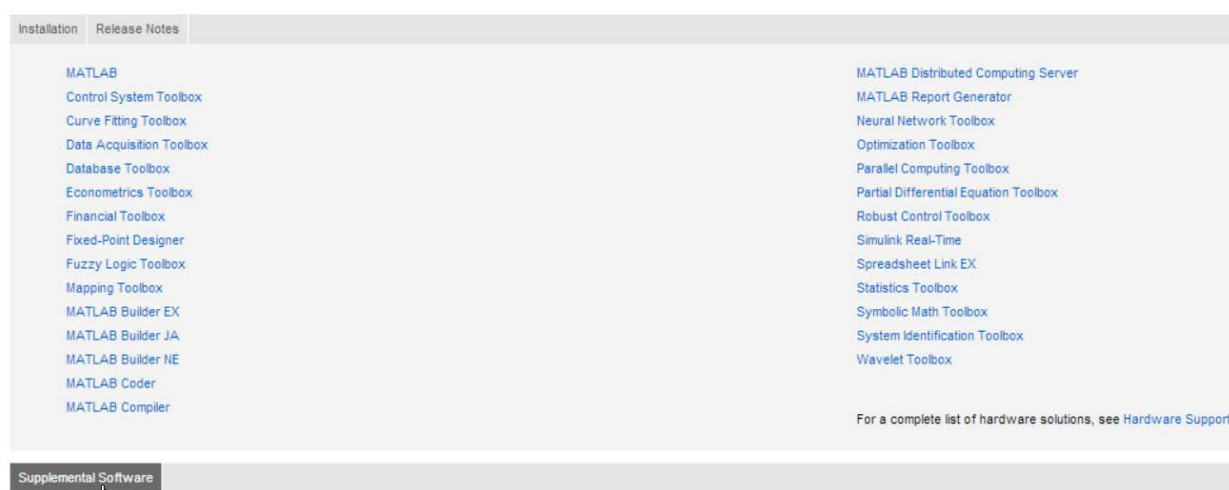 Installation Release Notes
MATLAB
Control System Toolbox
Curve Fitting Toolbox
Data Acquisition Toolbox
Database Toolbox
Econometrics Toolbox
Financial Toolbox
Fixed-Point Designer
Fuzzy Logic Toolbox
Mapping Toolbox
MATLAB Builder EX
MATLAB Builder JA
MATLAB Builder NE
MATLAB Coder
MATLAB Compiler
MATLAB Distributed Computing Server
MATLAB Report Generator
Neural Network Toolbox
Optimization Toolbox
Parallel Computing Toolbox
Partial Differential Equation Toolbox
Robust Control Toolbox
Simulink Real-Time
Spreadsheet Link EX
Statistics Toolbox
Symbolic Math Toolbox
System Identification Toolbox
Wavelet Toolbox
For a complete list of hardware solutions, see Hardware Support
Supplemental Software